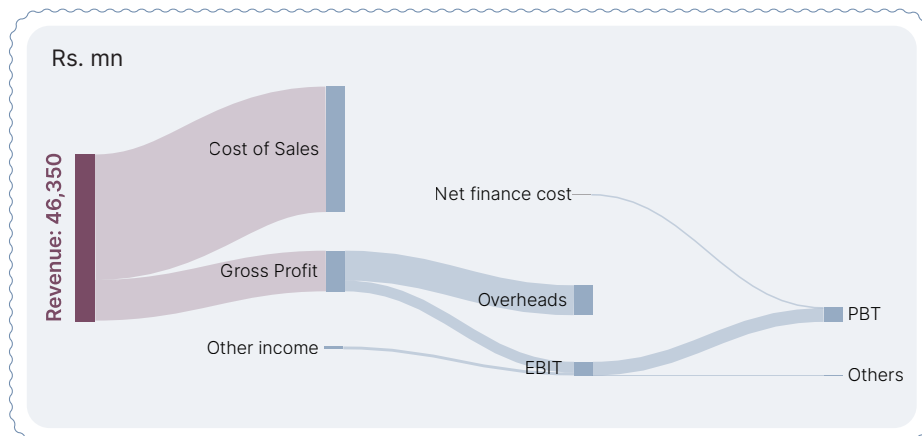 Rs. mn
Revenue: 46,350
Cost of Sales
Net finance cost
Gross Profit
Overheads
PBT
Other income
EBIT
Others